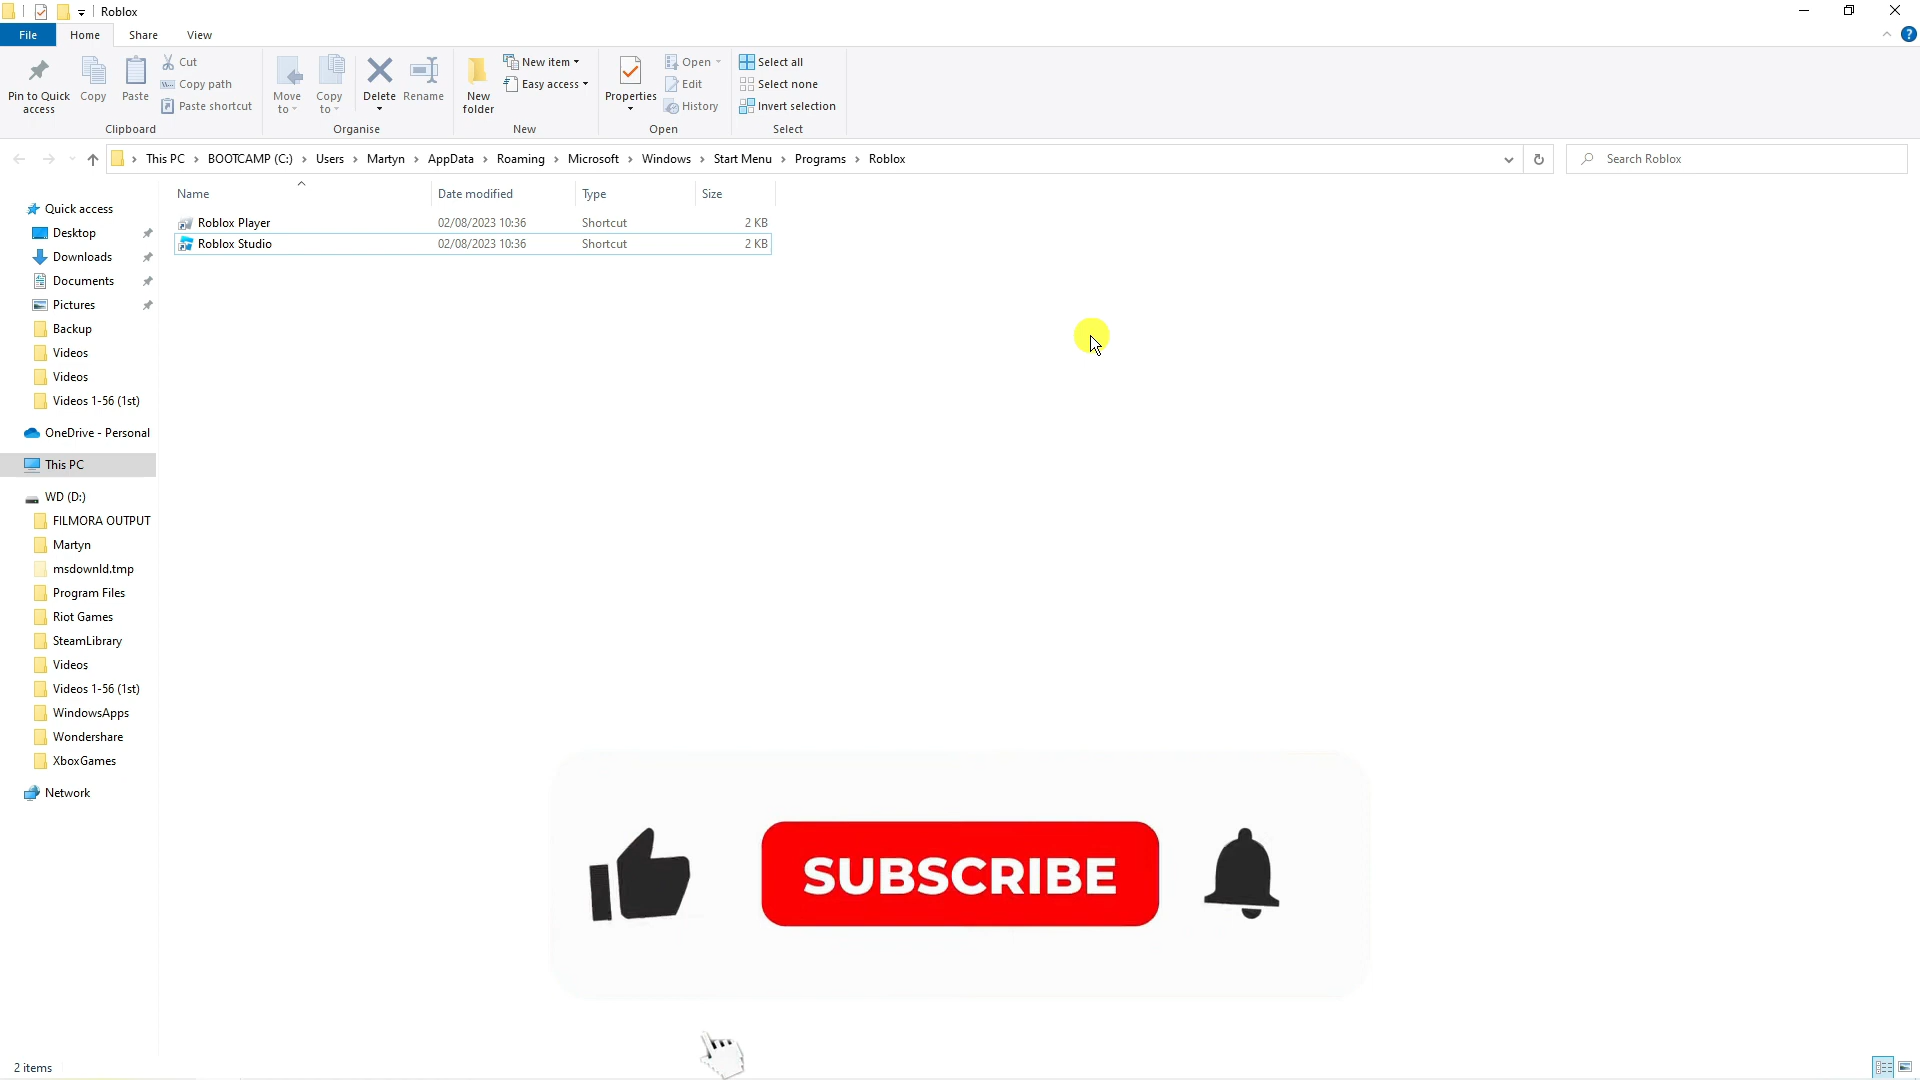 Roblox
File Home Share View
Pin to Quick access
Copy
Paste
Cut
Copy path
Paste shortcut
Clipboard
Move to
Copy to
Delete
Rename
Organise
New folder
New item
Easy access
New
Properties
Open
Edit
History
Open
Select all
Select none
Invert selection
Select
This PC > BOOTCAMP (C:) > Users > Martyn > AppData > Roaming > Microsoft > Windows > Start Menu > Programs > Roblox
Search Roblox
Name Date modified Type Size
Roblox Player 02/08/2023 10:36 Shortcut 2 KB
Roblox Studio 02/08/2023 10:36 Shortcut 2 KB
Quick access
Desktop
Downloads
Documents
Pictures
Backup
Videos
Videos
Videos 1-56 (1st)
OneDrive - Personal
This PC
WD (D:)
FILMORA OUTPUT
Martyn
msdownld.tmp
Program Files
Riot Games
SteamLibrary
Videos
Videos 1-56 (1st)
WindowsApps
Wondershare
XboxGames
Network
SUBSCRIBE
2 items